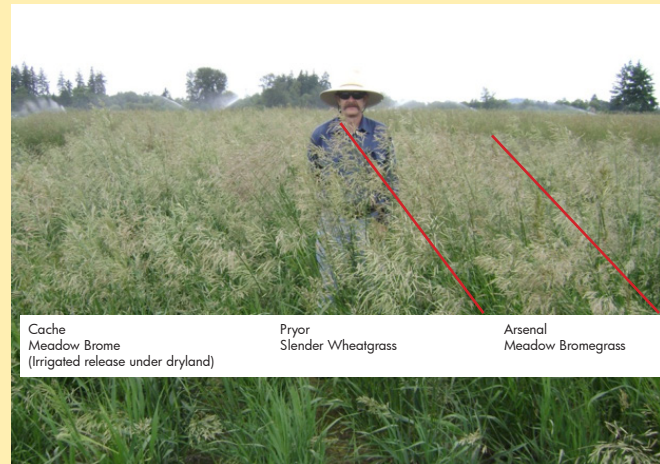 Cache
Meadow Brome
(Irrigated release under dryland)
Pryor
Slender Wheatgrass
Arsenal
Meadow Bromegrass